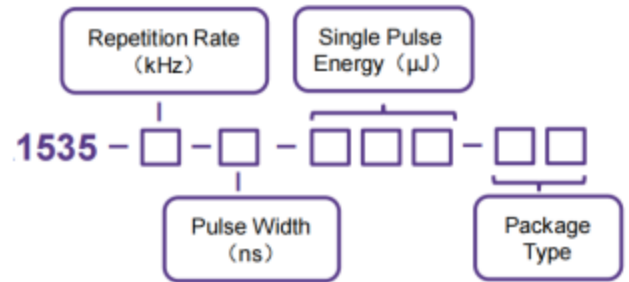 Repetition Rate
（kHz）
Single Pulse
Energy（μJ）
1535 – □ – □ – □□□ – □□
Pulse Width
（ns）
Package
Type